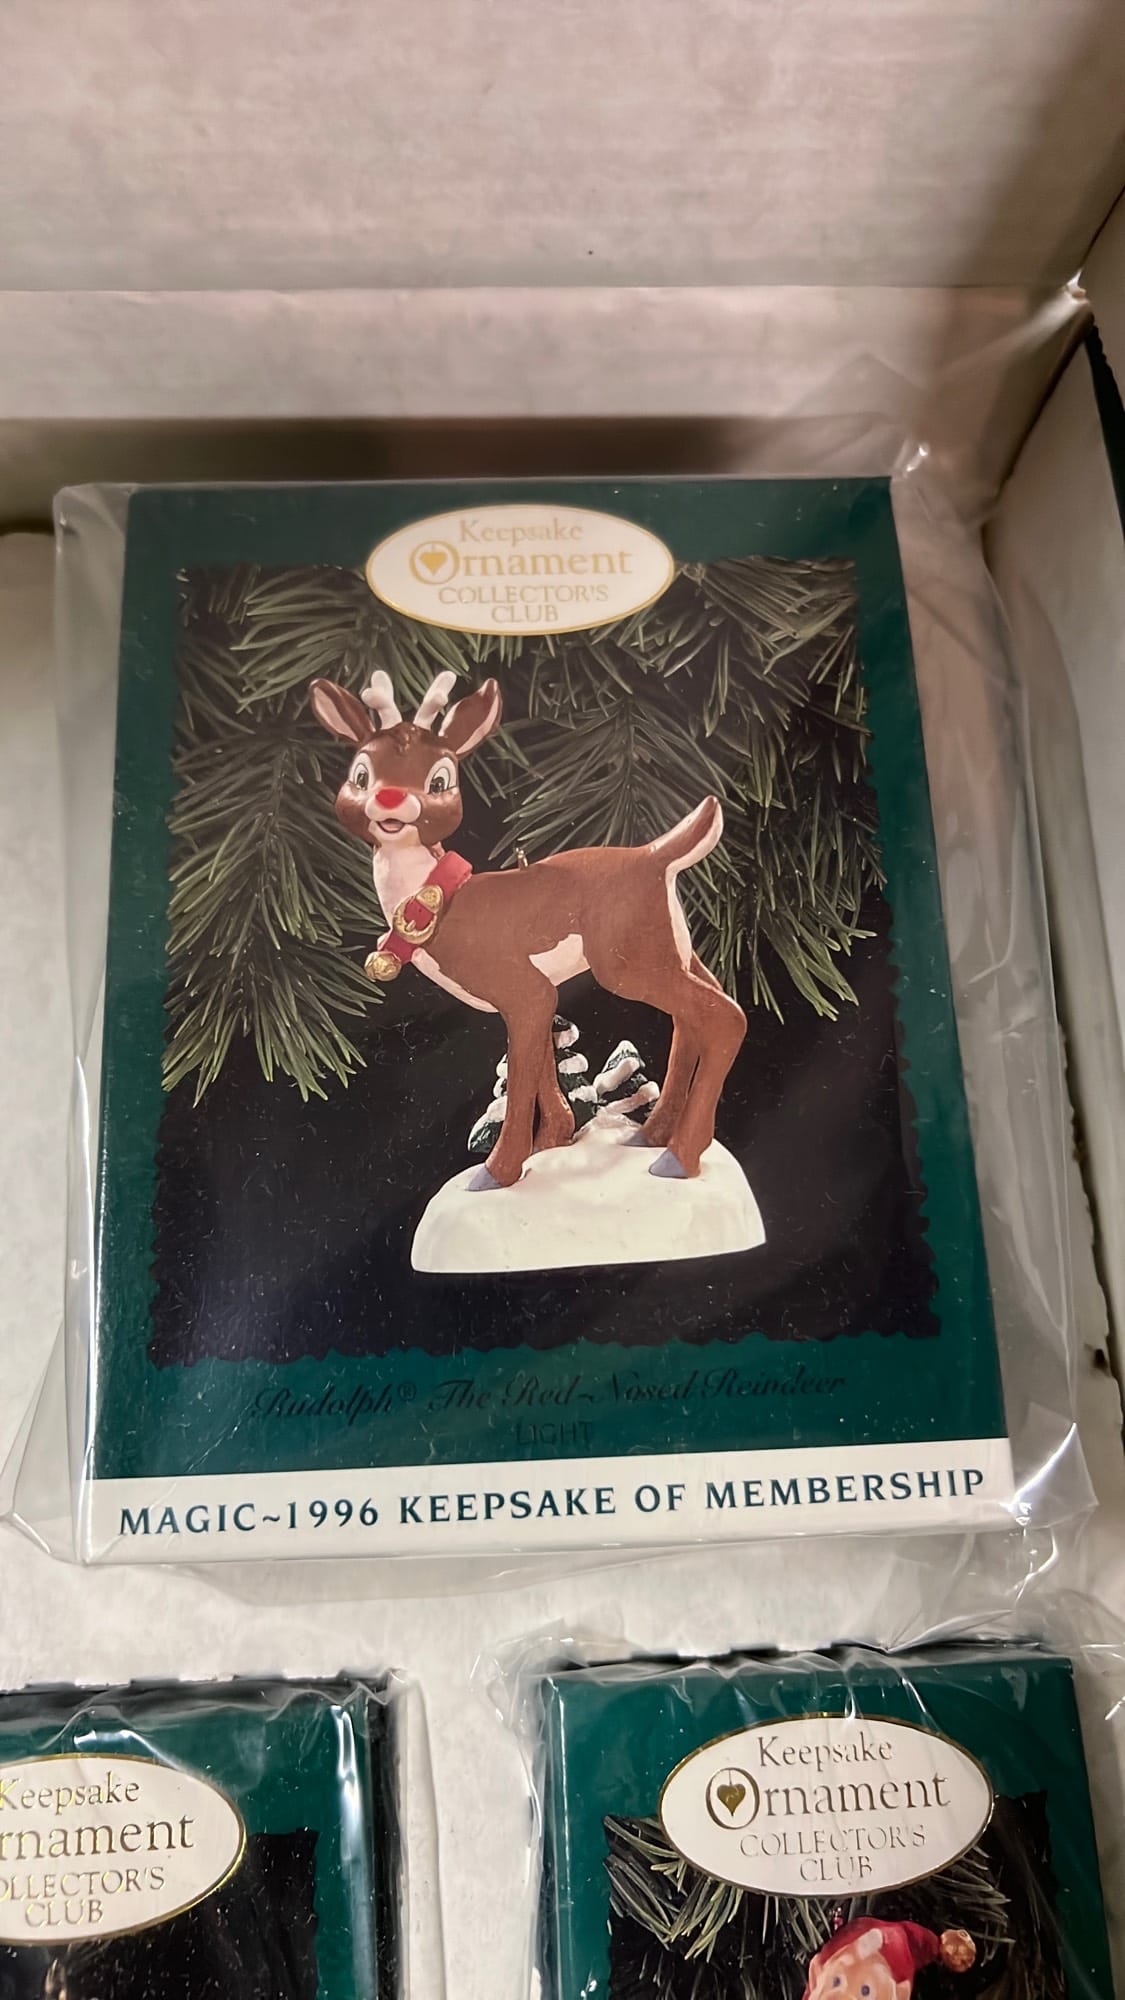 Keepsake
Ornament
COLLECTOR'S
CLUB
Rudolph® The Red~Nosed Reindeer
LIGHT
MAGIC~1996 KEEPSAKE OF MEMBERSHIP
Keepsake
rnament
OLLECTOR'S
CLUB
Keepsake
Ornament
COLLECTOR'S
CLUB